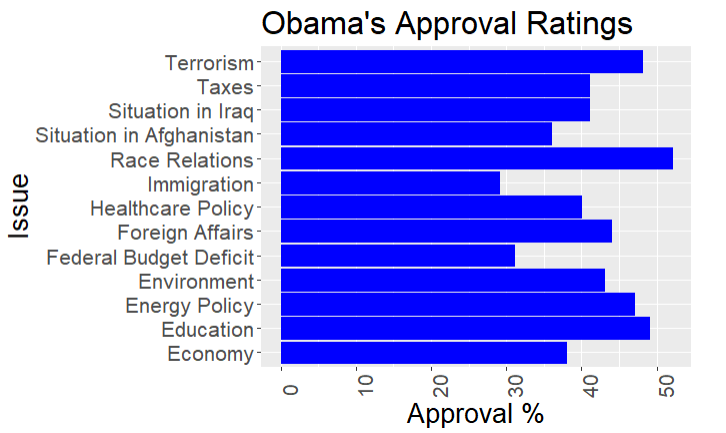 Obama's Approval Ratings
Issue
Terrorism
Taxes
Situation in Iraq
Situation in Afghanistan
Race Relations
Immigration
Healthcare Policy
Foreign Affairs
Federal Budget Deficit
Environment
Energy Policy
Education
Economy
0 10 20 30 40 50
Approval %